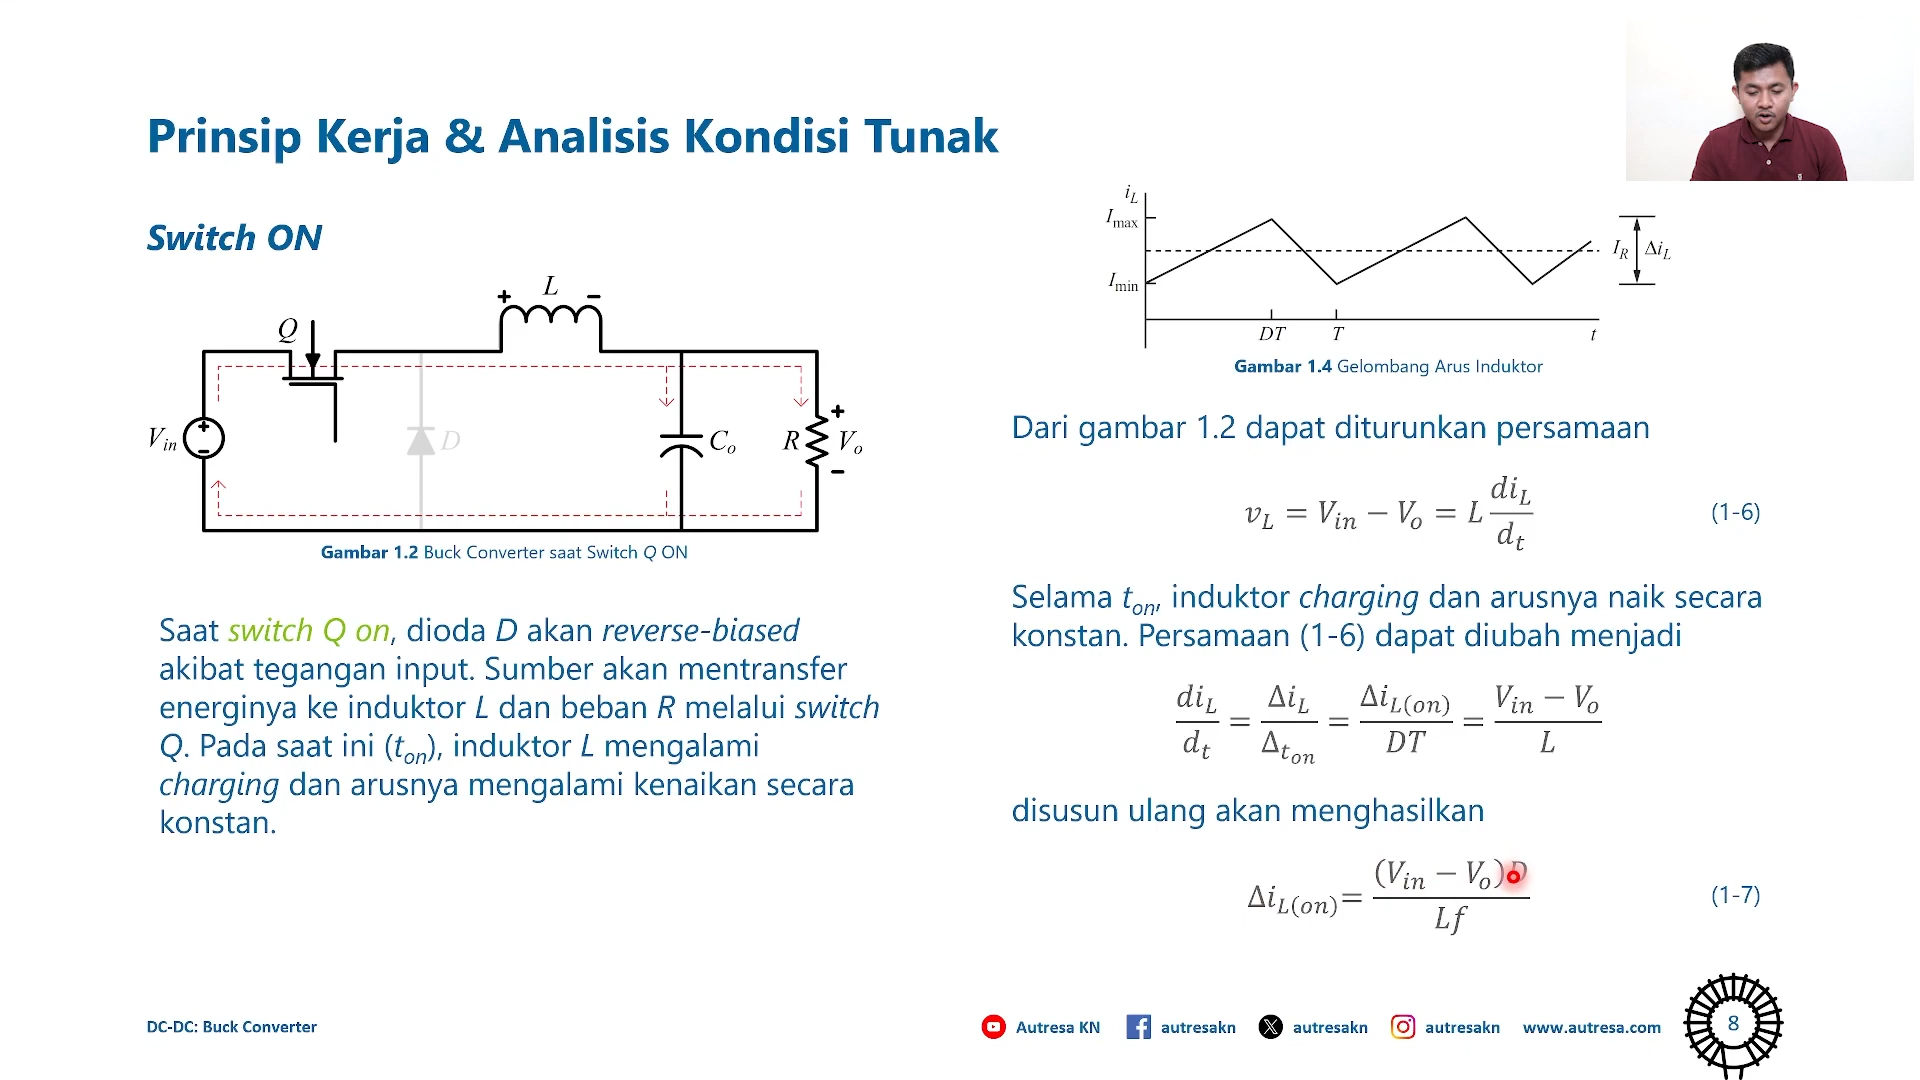 Prinsip Kerja & Analisis Kondisi Tunak
Switch ON
L
+ −
Q
V_in
+
−
D
C_o
R
+
V_o
−
Gambar 1.2 Buck Converter saat Switch Q ON
Saat switch Q on, dioda D akan reverse-biased
akibat tegangan input. Sumber akan mentransfer
energinya ke induktor L dan beban R melalui switch
Q. Pada saat ini (t_on), induktor L mengalami
charging dan arusnya mengalami kenaikan secara
konstan.
i_L
I_max
I_min
I_R Δi_L
DT T t
Gambar 1.4 Gelombang Arus Induktor
Dari gambar 1.2 dapat diturunkan persamaan
v_L = V_in − V_o = L di_L/d_t (1-6)
Selama t_on, induktor charging dan arusnya naik secara
konstan. Persamaan (1-6) dapat diubah menjadi
di_L/d_t = Δi_L/Δ_t_on = Δi_L(on)/DT = V_in − V_o/L
disusun ulang akan menghasilkan
Δi_L(on) = (V_in − V_o)D/Lf (1-7)
DC-DC: Buck Converter
Autresa KN autresakn autresakn autresakn www.autresa.com
8